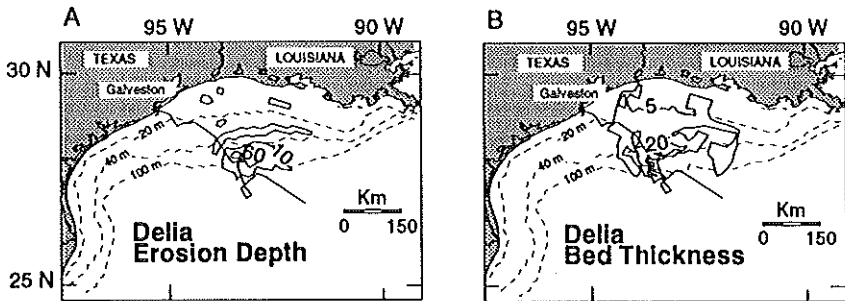 A
95 W
90 W
30 N
25 N
TEXAS
LOUISIANA
Galveston
20 m
40 m
100 m
60
10
Km
0 150
Delia
Erosion Depth
B
95 W
90 W
TEXAS
LOUISIANA
Galveston
5
20
20 m
40 m
100 m
Km
0 150
Delia
Bed Thickness